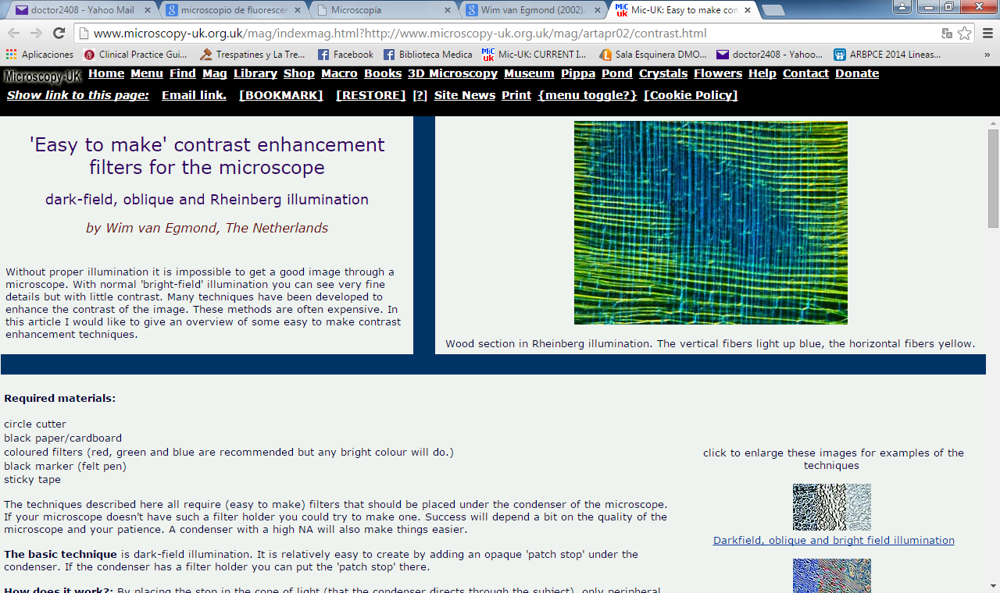 doctor2408 - Yahoo Mail
microscopio de fluorescen
Microscopía
Wim van Egmond (2002).
Mic-UK: Easy to make con
www.microscopy-uk.org.uk/mag/indexmag.html?http://www.microscopy-uk.org.uk/mag/artapr02/contrast.html
Aplicaciones
Clinical Practice Gui...
Trespatines y La Tre...
Facebook
Biblioteca Medica
Mic-UK: CURRENT I...
Sala Esquinera DMO...
doctor2408 - Yahoo...
ARBPCE 2014 Lineas...
»
Microscopy-UK Home Menu Find Mag Library Shop Macro Books 3D Microscopy Museum Pippa Pond Crystals Flowers Help Contact Donate
Show link to this page: Email link. [BOOKMARK] [RESTORE] [?] Site News Print {menu toggle?} [Cookie Policy]
'Easy to make' contrast enhancement
filters for the microscope
dark-field, oblique and Rheinberg illumination
by Wim van Egmond, The Netherlands
Without proper illumination it is impossible to get a good image through a
microscope. With normal 'bright-field' illumination you can see very fine
details but with little contrast. Many techniques have been developed to
enhance the contrast of the image. These methods are often expensive. In
this article I would like to give an overview of some easy to make contrast
enhancement techniques.
Wood section in Rheinberg illumination. The vertical fibers light up blue, the horizontal fibers yellow.
Required materials:
circle cutter
black paper/cardboard
coloured filters (red, green and blue are recommended but any bright colour will do.)
black marker (felt pen)
sticky tape
The techniques described here all require (easy to make) filters that should be placed under the condenser of the microscope.
If your microscope doesn't have such a filter holder you could try to make one. Success will depend a bit on the quality of the
microscope and your patience. A condenser with a high NA will also make things easier.
The basic technique is dark-field illumination. It is relatively easy to create by adding an opaque 'patch stop' under the
condenser. If the condenser has a filter holder you can put the 'patch stop' there.
How does it work?: By placing the stop in the cone of light (that the condenser directs through the subject), only peripheral
click to enlarge these images for examples of the
techniques
Darkfield, oblique and bright field illumination